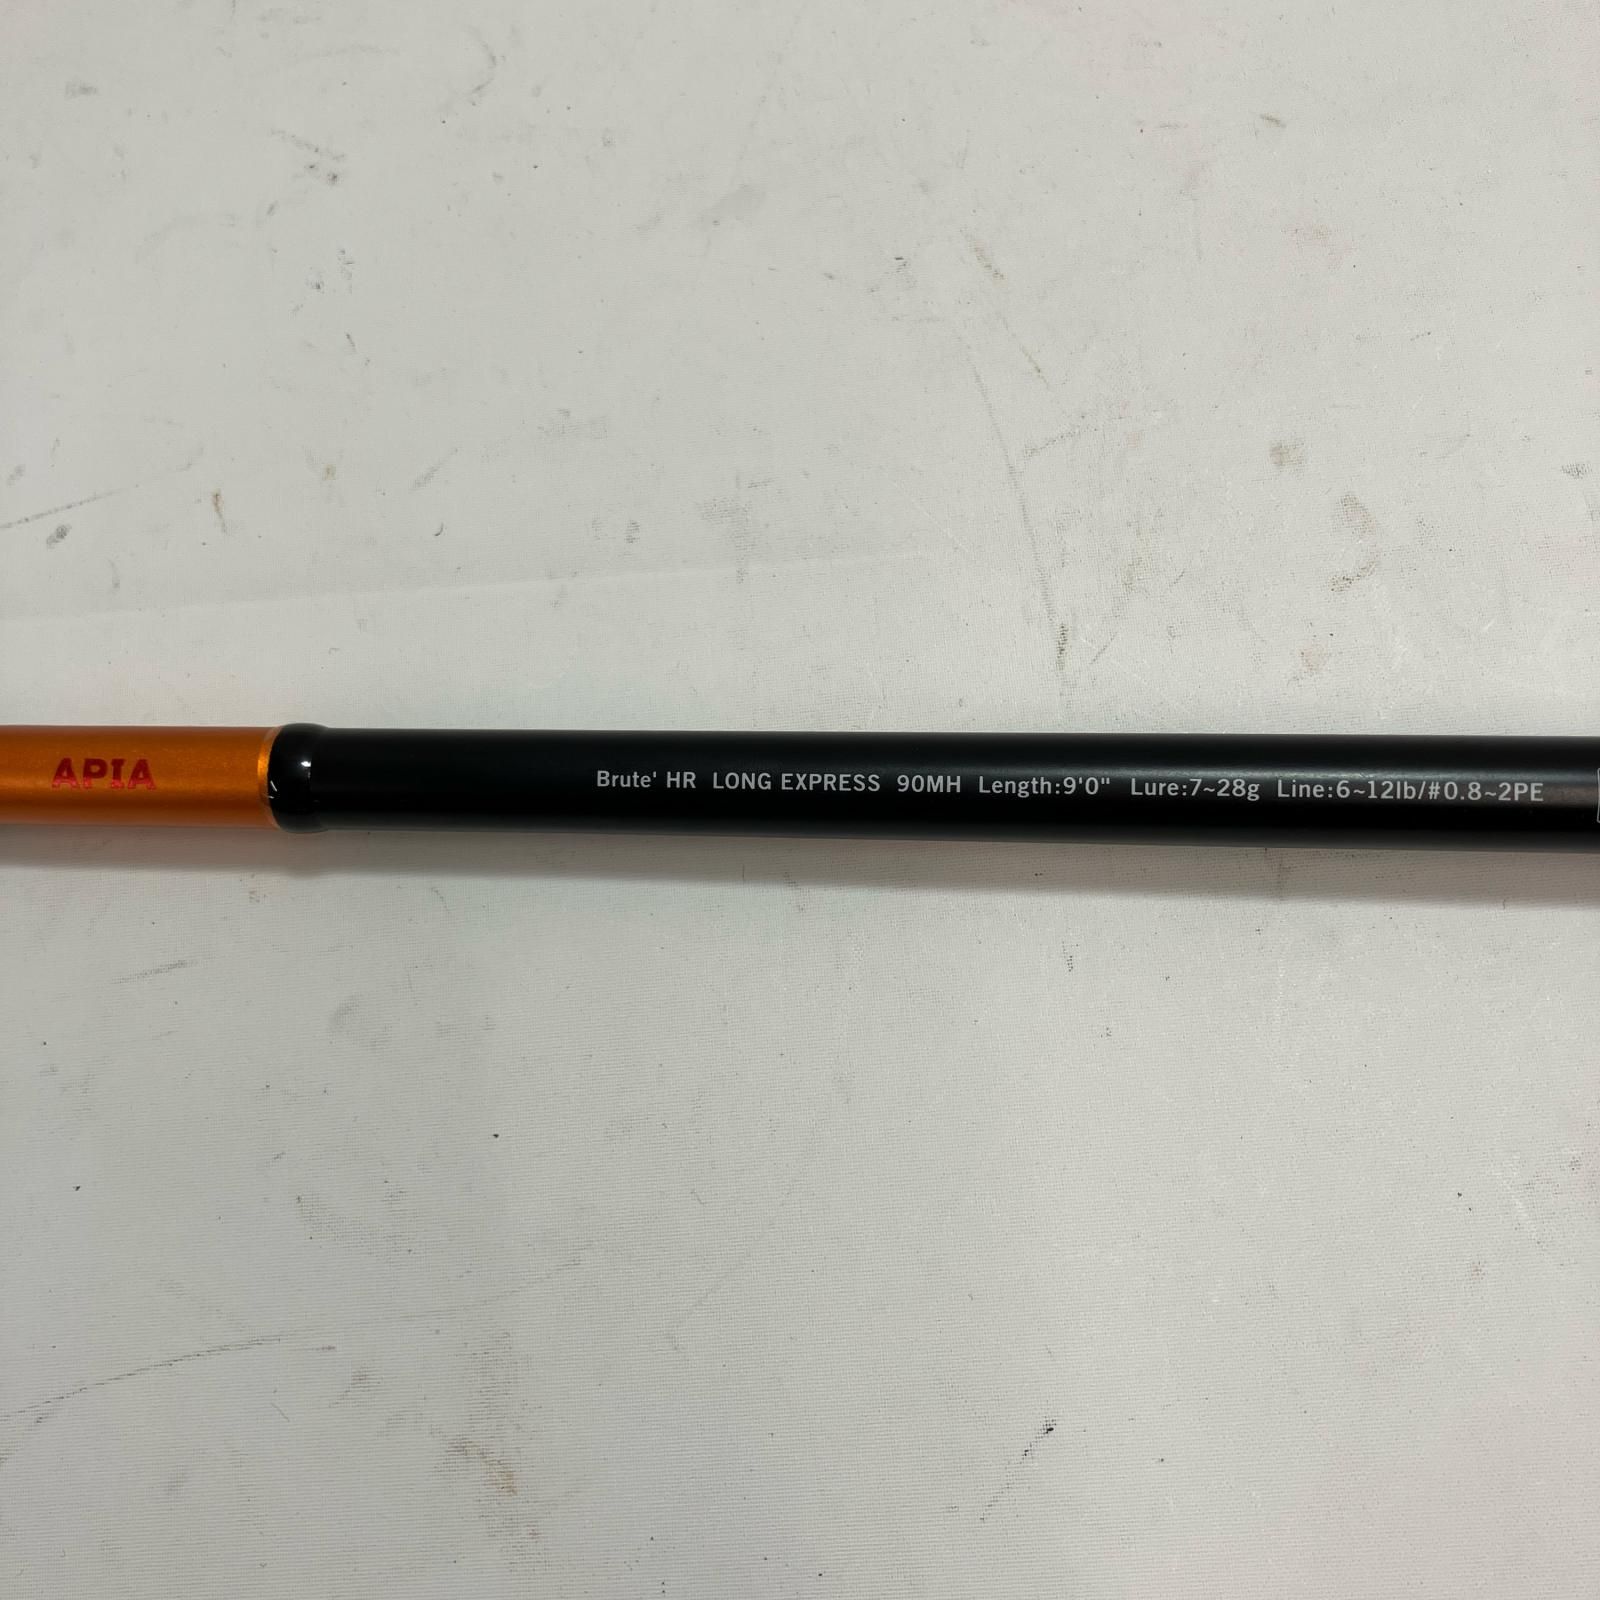 APIA
Brute' HR LONG EXPRESS 90MH Length:9'0" Lure:7~28g Line:6~12lb/#0.8~2PE